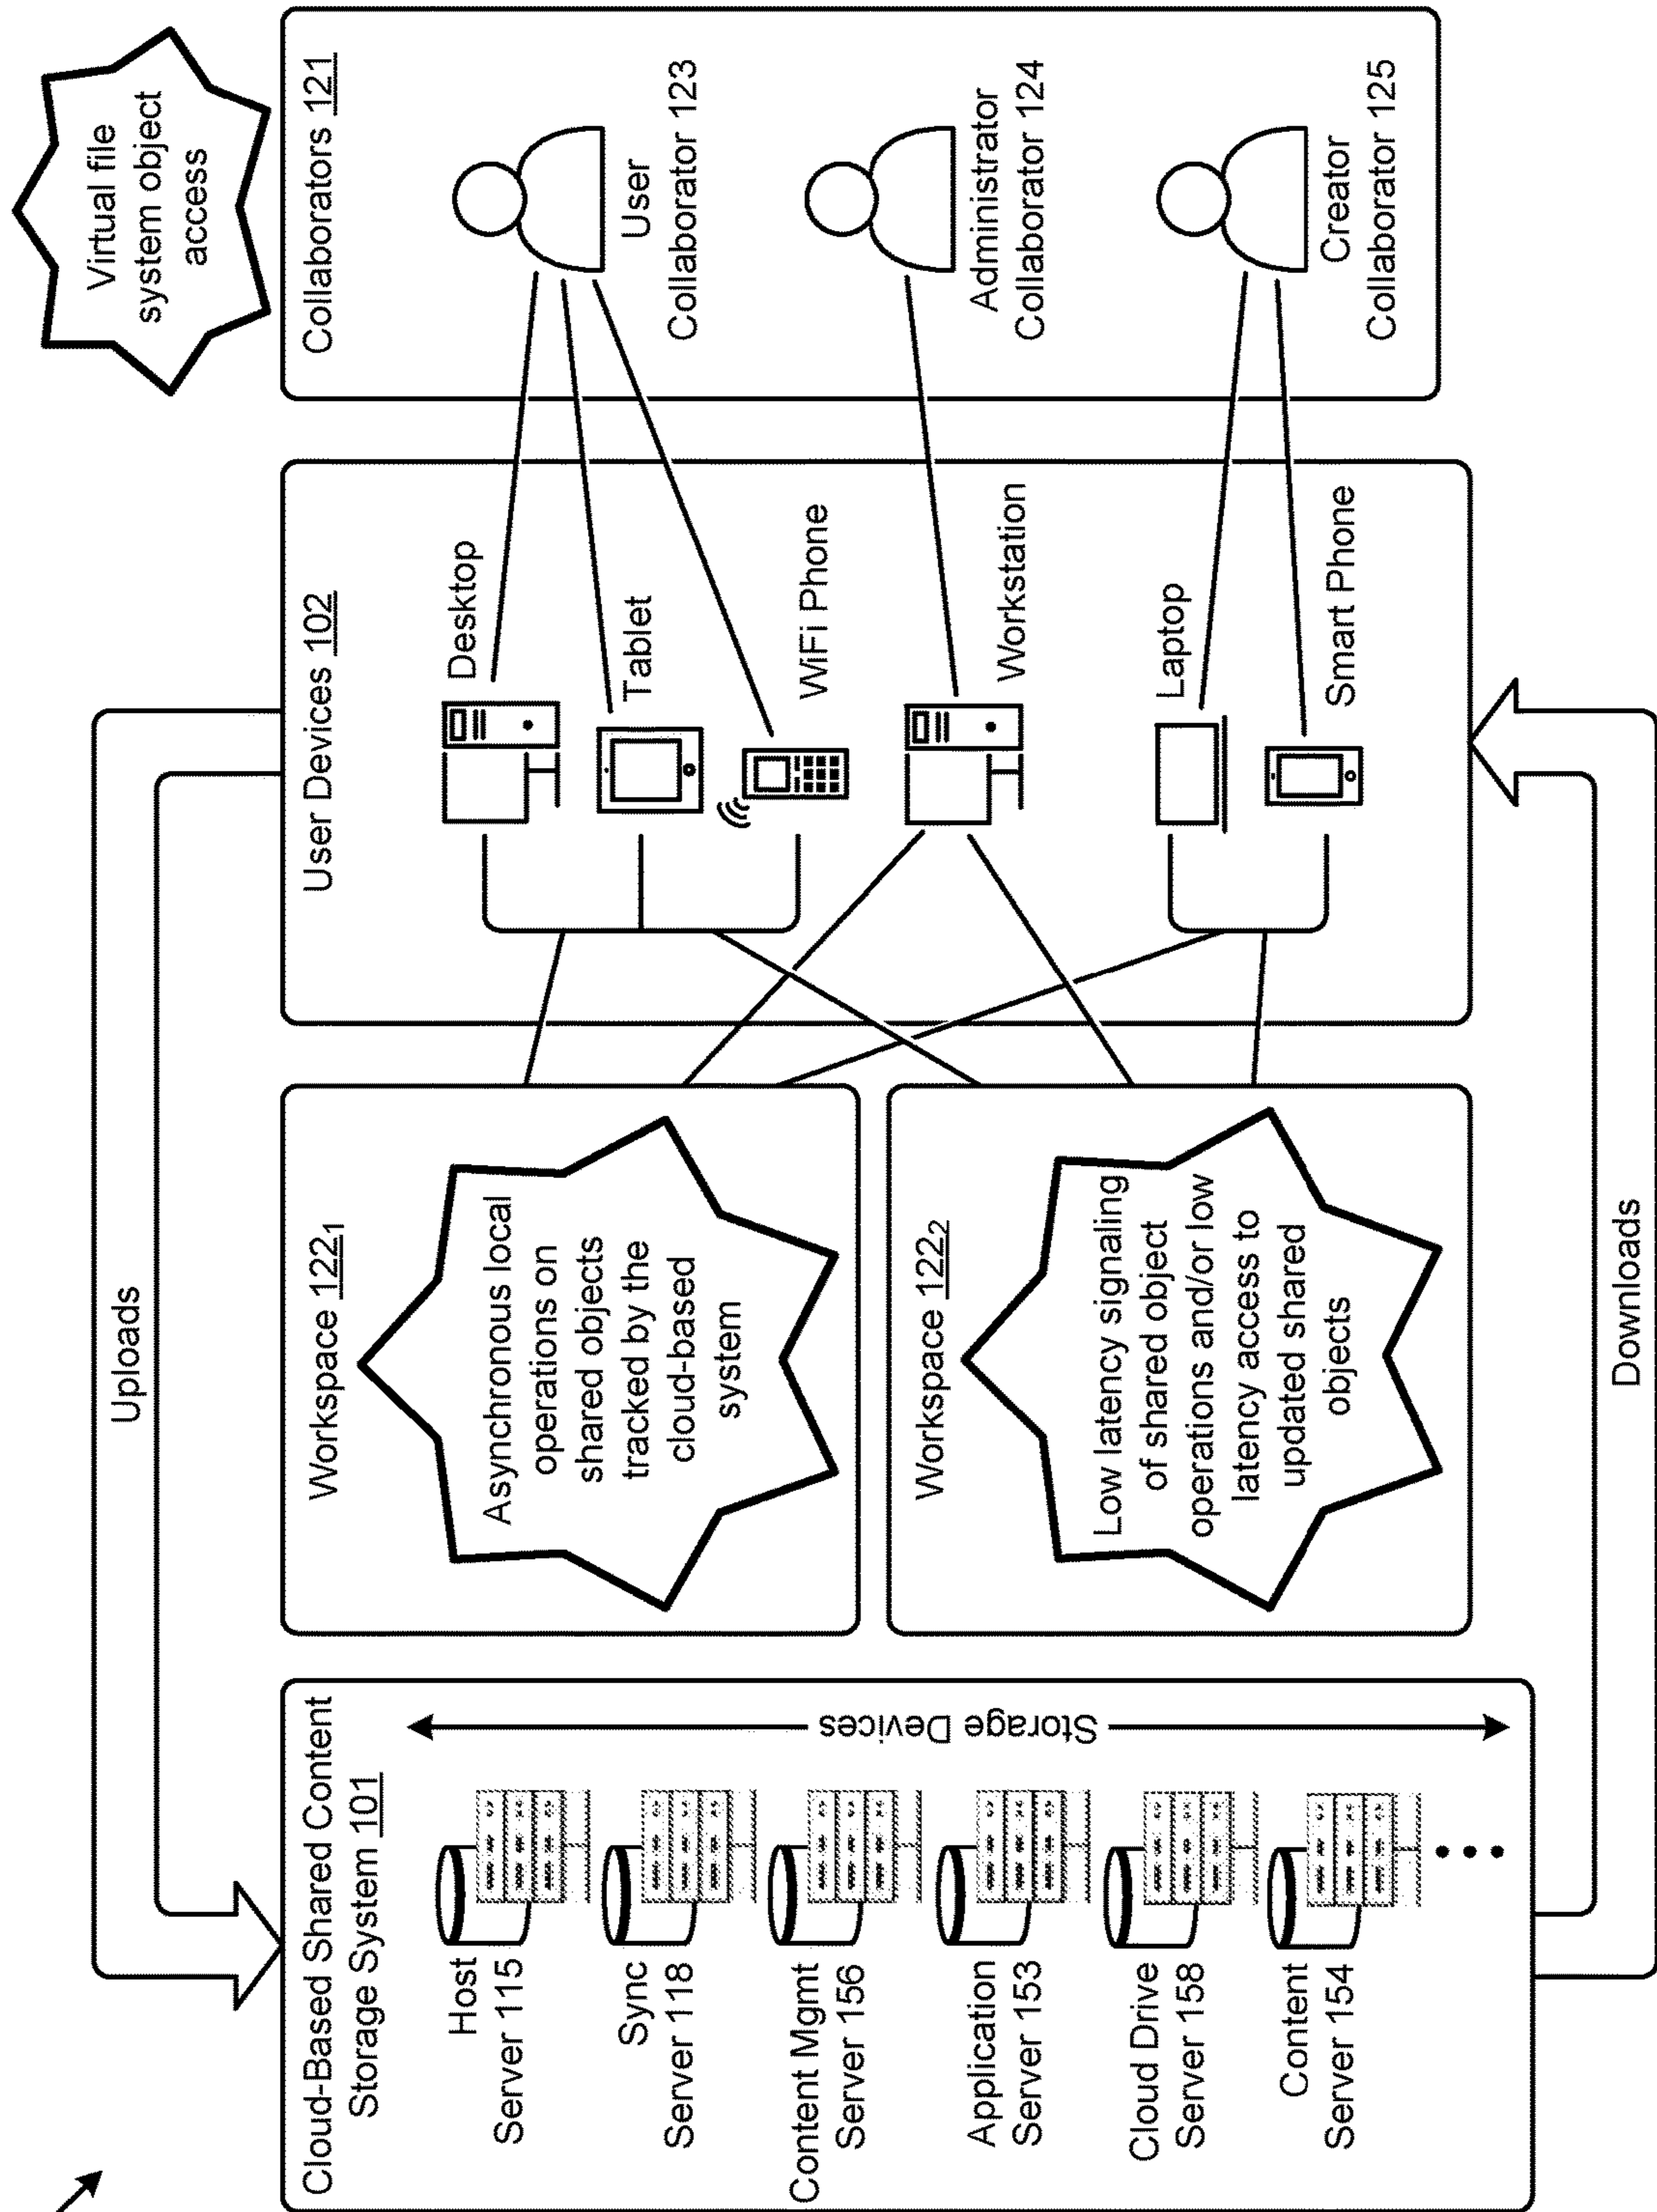 Uploads
Cloud-Based Shared Content
Storage System 101
Host
Server 115
Sync
Server 118
Content Mgmt
Server 156
Application
Server 153
Cloud Drive
Server 158
Content
Server 154
Storage Devices
Workspace 122₁
Asynchronous local
operations on
shared objects
tracked by the
cloud-based
system
Workspace 122₂
Low latency signaling
of shared object
operations and/or low
latency access to
updated shared
objects
User Devices 102
Desktop
Tablet
WiFi Phone
Workstation
Laptop
Smart Phone
Virtual file
system object
access
Collaborators 121
User
Collaborator 123
Administrator
Collaborator 124
Creator
Collaborator 125
Downloads